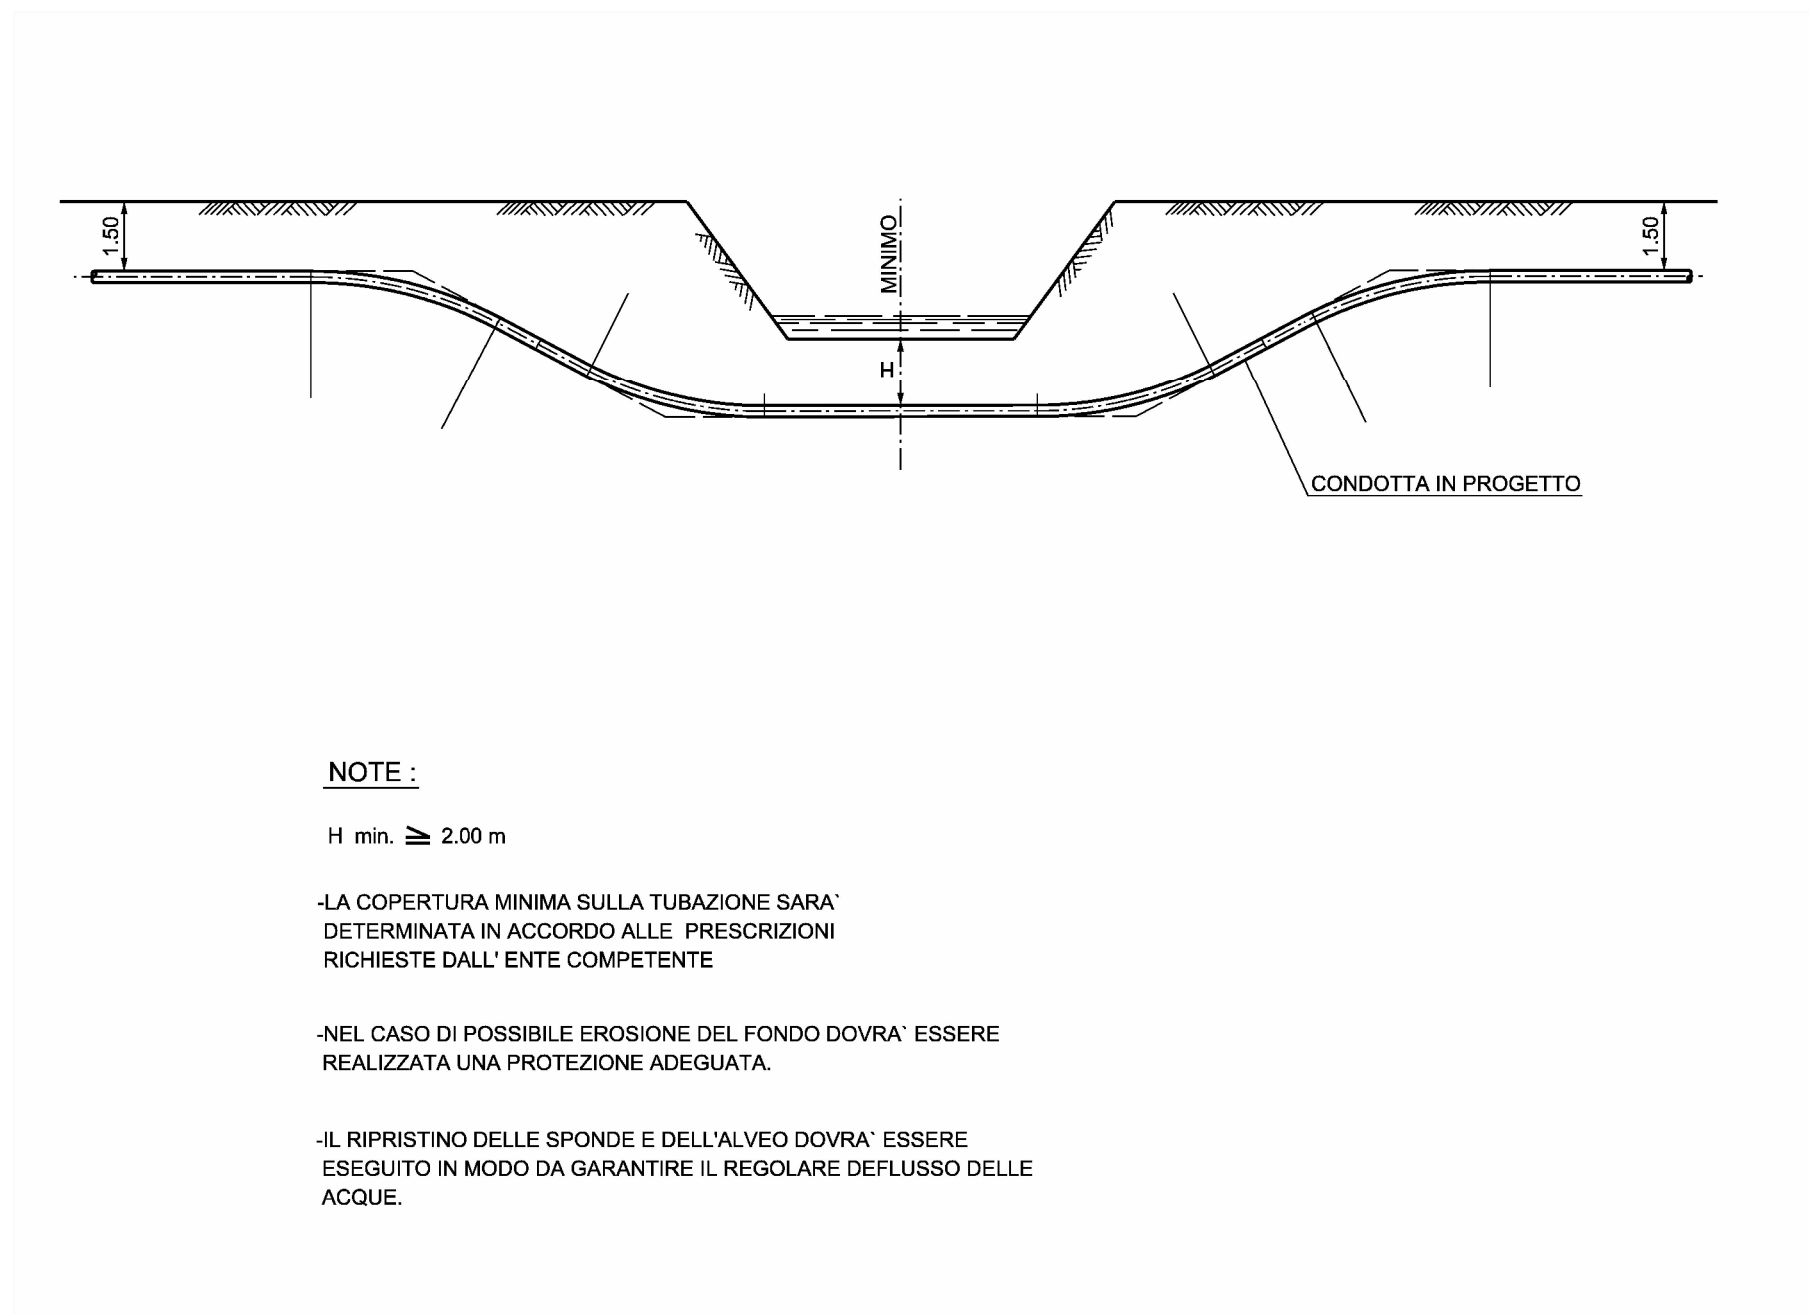 1.50
MINIMO
1.50
H
CONDOTTA IN PROGETTO
NOTE :
H min. ≧ 2.00 m
-LA COPERTURA MINIMA SULLA TUBAZIONE SARA`
DETERMINATA IN ACCORDO ALLE PRESCRIZIONI
RICHIESTE DALL' ENTE COMPETENTE
-NEL CASO DI POSSIBILE EROSIONE DEL FONDO DOVRA` ESSERE
REALIZZATA UNA PROTEZIONE ADEGUATA.
-IL RIPRISTINO DELLE SPONDE E DELL'ALVEO DOVRA` ESSERE
ESEGUITO IN MODO DA GARANTIRE IL REGOLARE DEFLUSSO DELLE
ACQUE.